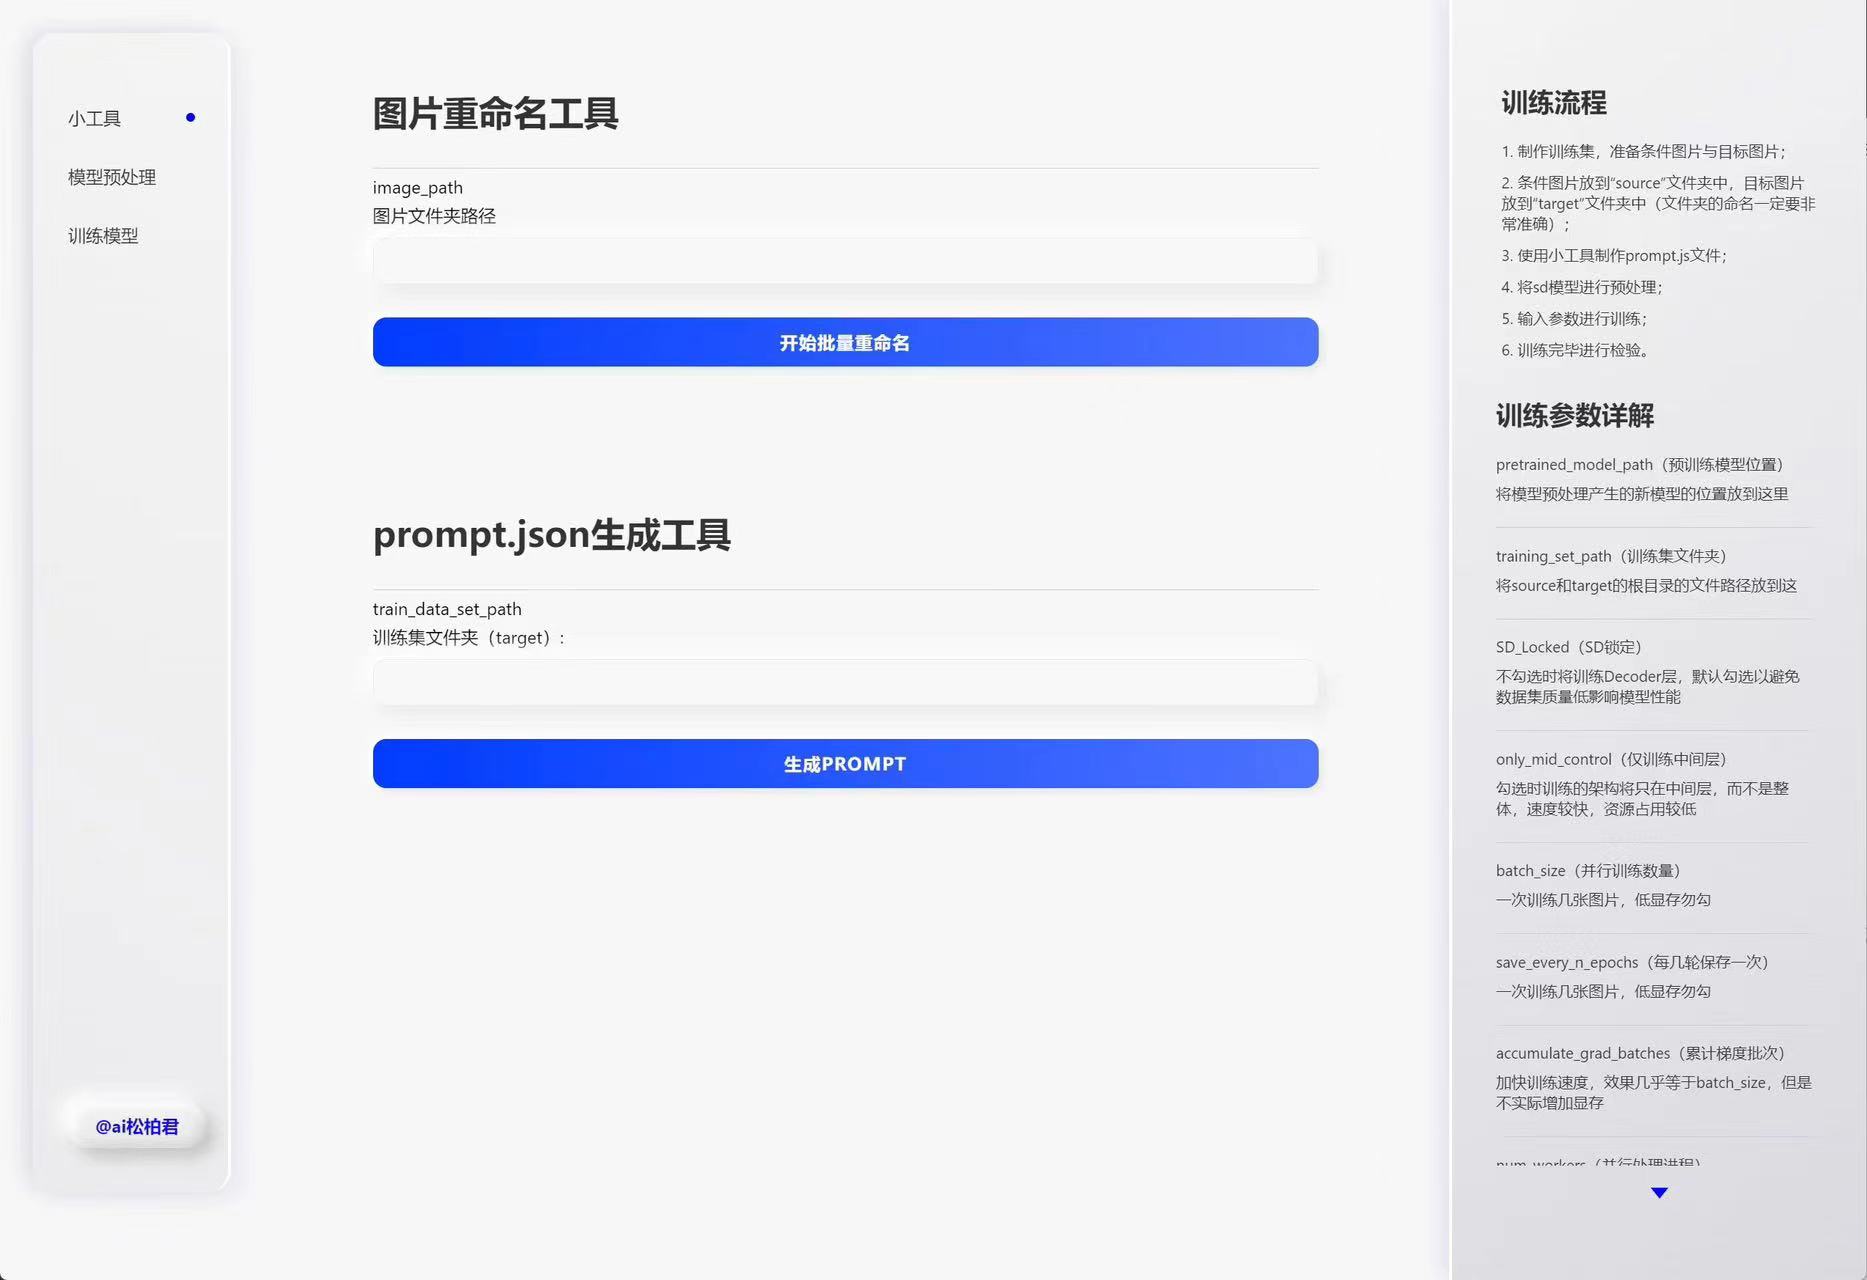 小工具
模型预处理
训练模型
@ai松柏君
图片重命名工具
image_path
图片文件夹路径
开始批量重命名
prompt.json生成工具
train_data_set_path
训练集文件夹（target）:
生成PROMPT
训练流程
1. 制作训练集，准备条件图片与目标图片；
2. 条件图片放到“source”文件夹中，目标图片
放到“target”文件夹中（文件夹的命名一定要非
常准确）；
3. 使用小工具制作prompt.js文件；
4. 将sd模型进行预处理；
5. 输入参数进行训练；
6. 训练完毕进行检验。
训练参数详解
pretrained_model_path（预训练模型位置）
将模型预处理产生的新模型的位置放到这里
training_set_path（训练集文件夹）
将source和target的根目录的文件路径放到这
SD_Locked（SD锁定）
不勾选时将训练Decoder层，默认勾选以避免
数据集质量低影响模型性能
only_mid_control（仅训练中间层）
勾选时训练的架构将只在中间层，而不是整
体，速度较快，资源占用较低
batch_size（并行训练数量）
一次训练几张图片，低显存勿勾
save_every_n_epochs（每几轮保存一次）
一次训练几张图片，低显存勿勾
accumulate_grad_batches（累计梯度批次）
加快训练速度，效果几乎等于batch_size，但是
不实际增加显存
num_workers（并行处理进程）